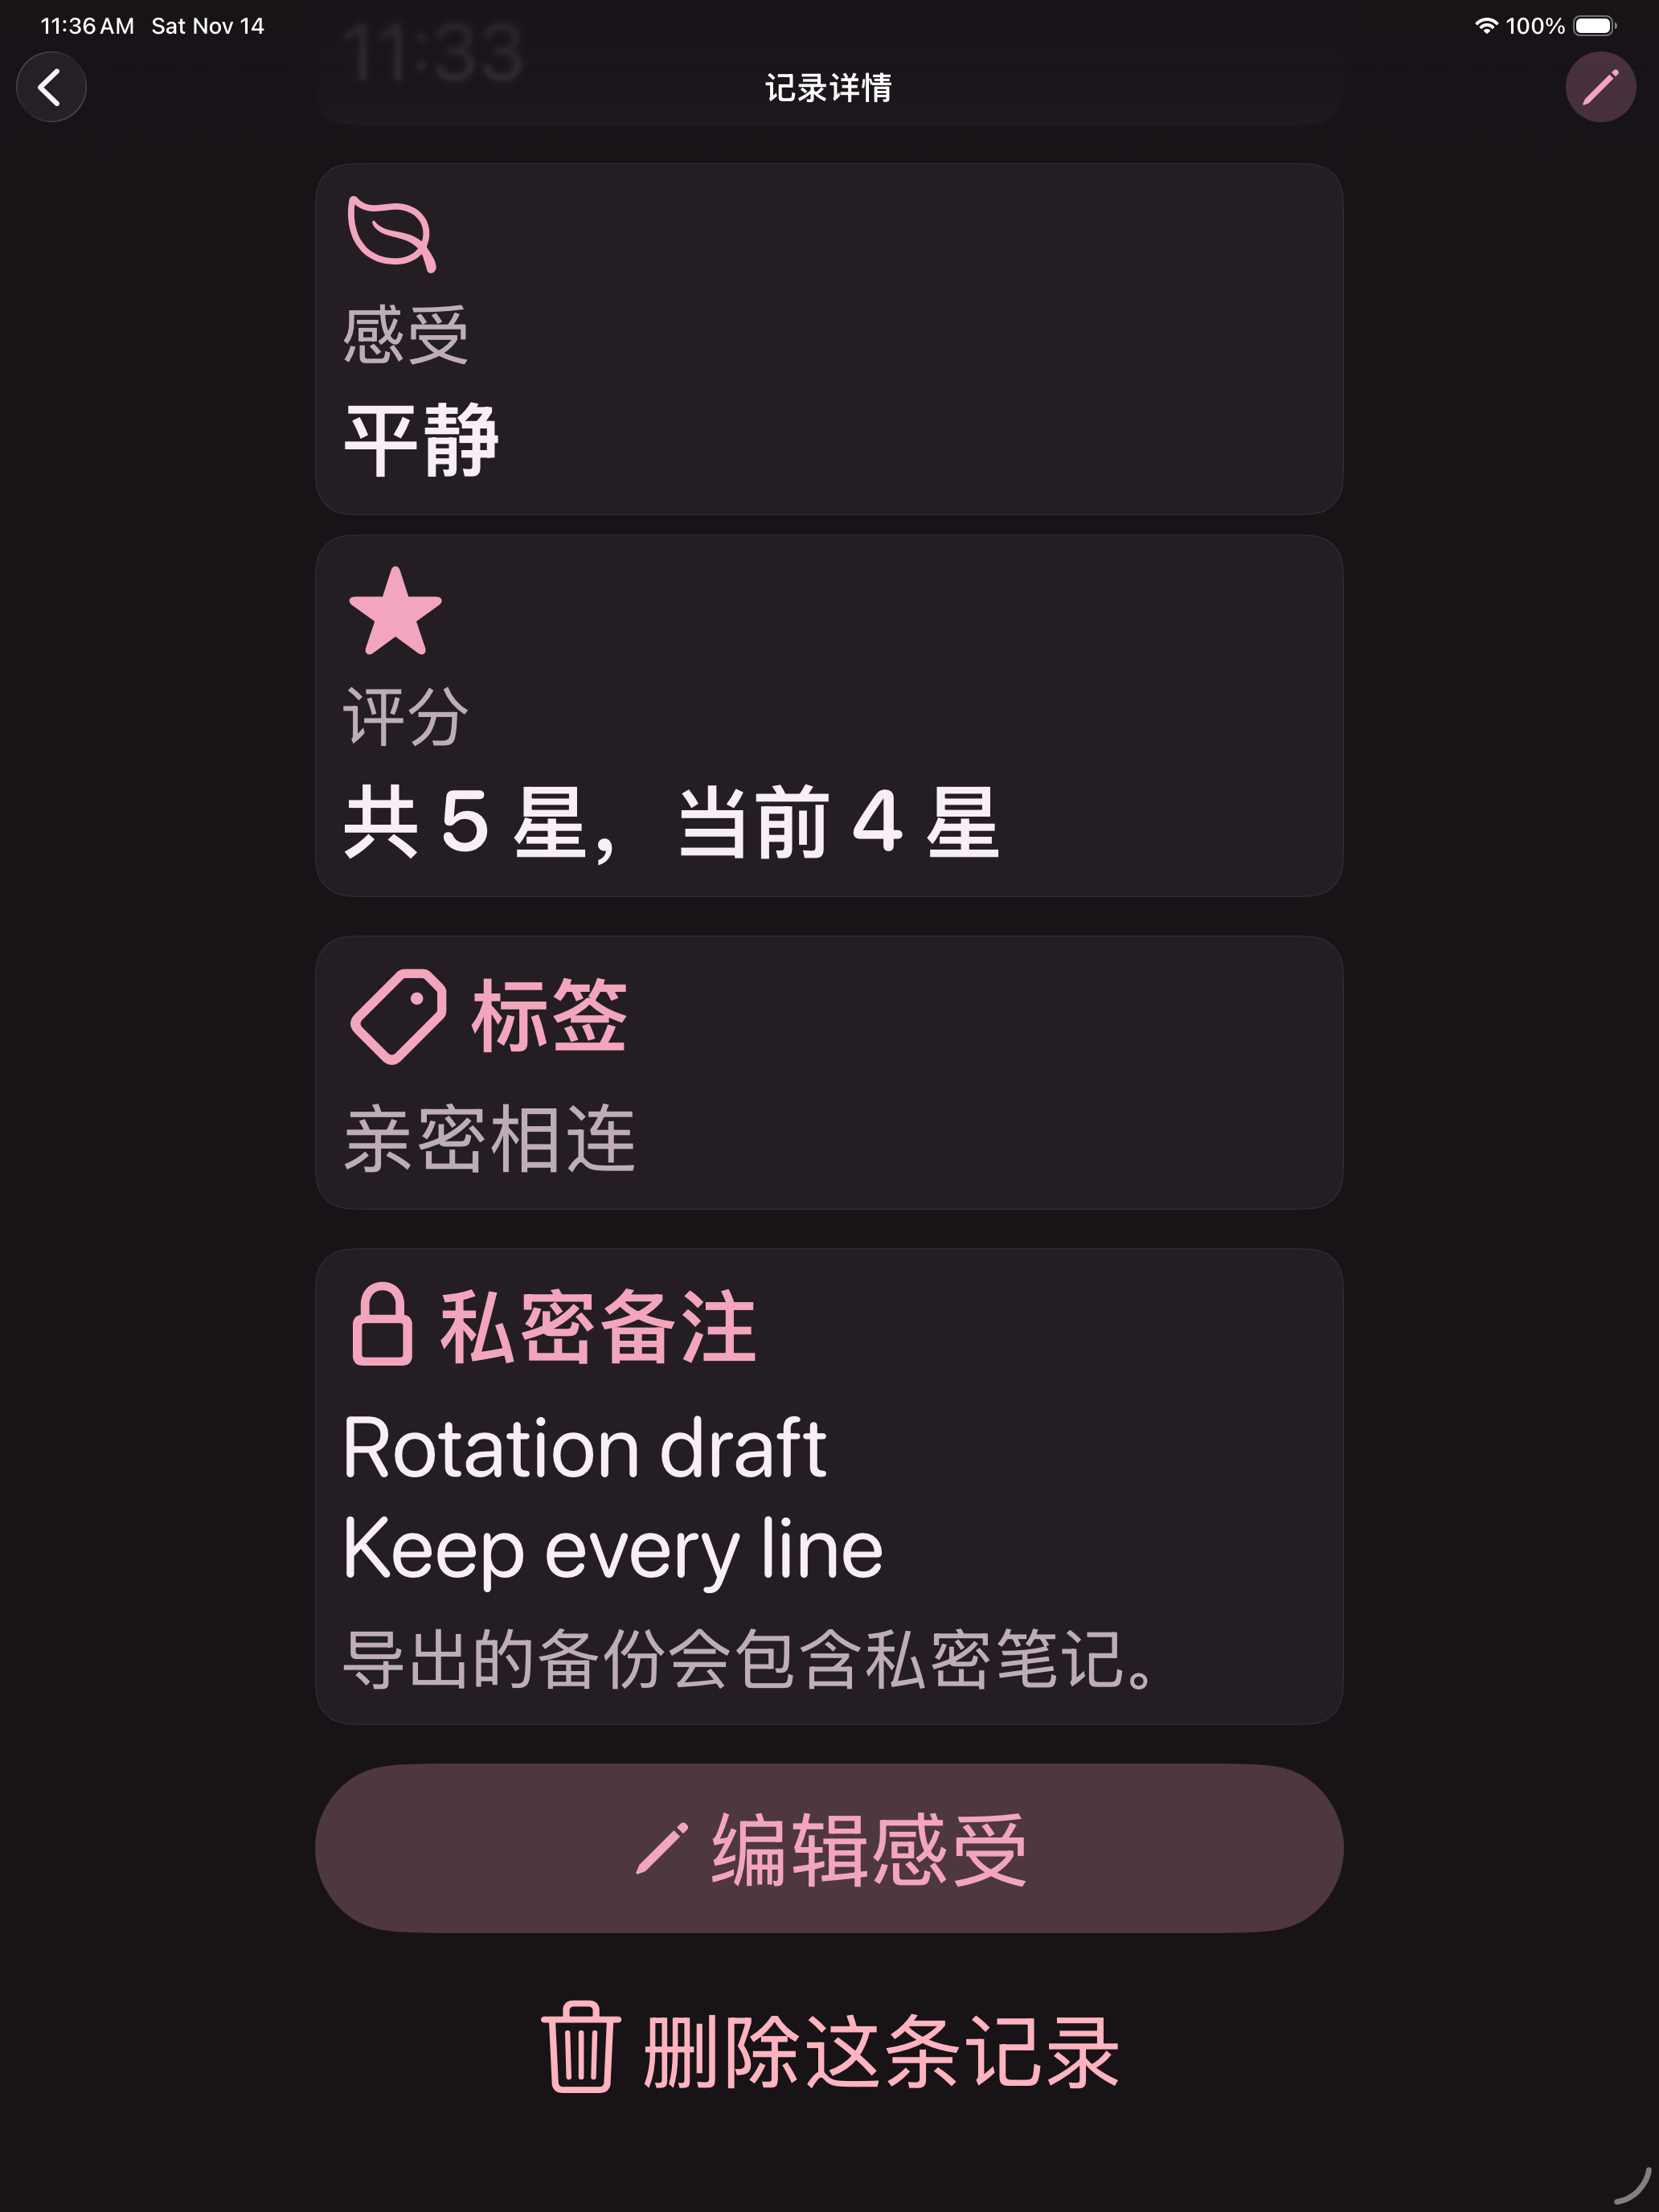 11:36 AM Sat Nov 14
100%
11:33
记录详情
感受
平静
评分
共 5 星，当前 4 星
标签
亲密相连
私密备注
Rotation draft
Keep every line
导出的备份会包含私密笔记。
编辑感受
删除这条记录